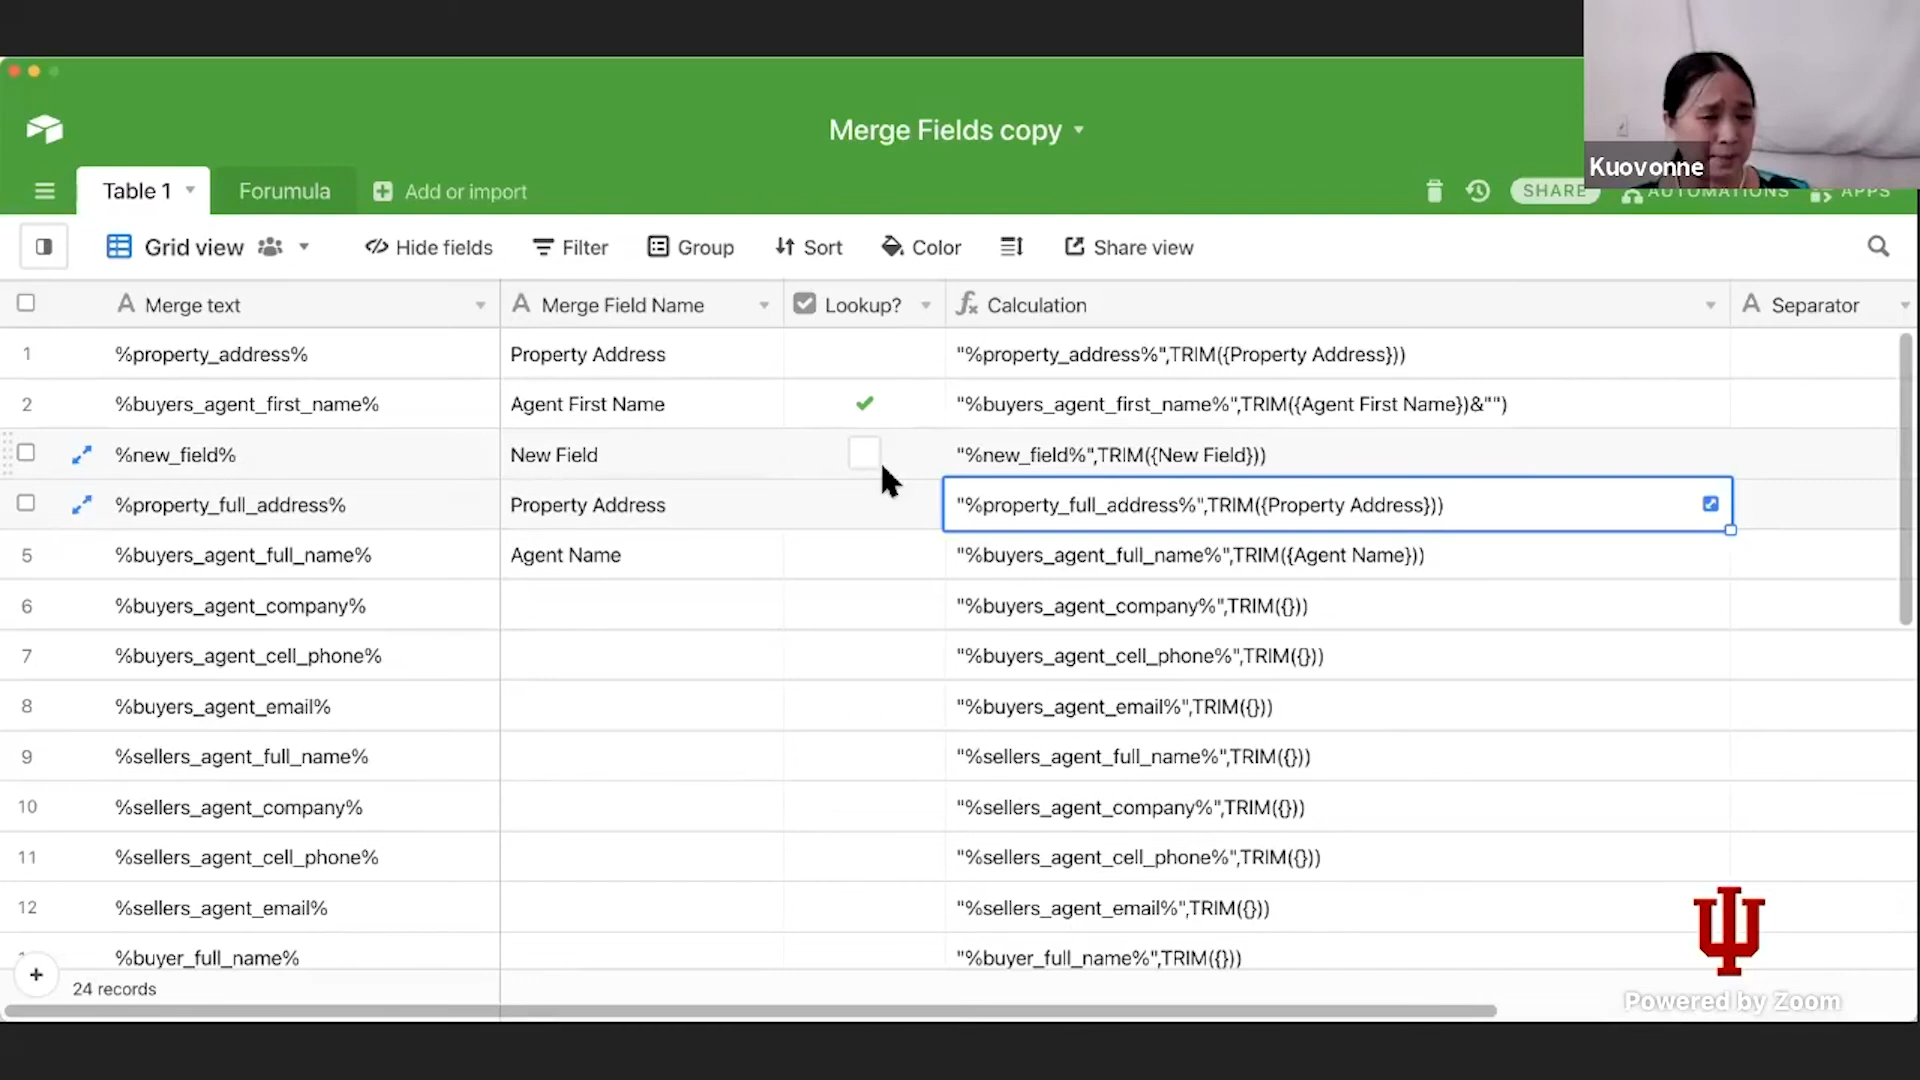 Merge Fields copy
Kuovonne
Table 1
Forumula
Add or import
SHARE
AUTOMATIONS
APPS
Grid view
Hide fields
Filter
Group
Sort
Color
Share view
Merge text
Merge Field Name
Lookup?
Calculation
Separator
1 %property_address% Property Address "%property_address%",TRIM({Property Address}))
2 %buyers_agent_first_name% Agent First Name "%buyers_agent_first_name%",TRIM({Agent First Name})&"")
%new_field% New Field "%new_field%",TRIM({New Field}))
%property_full_address% Property Address "%property_full_address%",TRIM({Property Address}))
5 %buyers_agent_full_name% Agent Name "%buyers_agent_full_name%",TRIM({Agent Name}))
6 %buyers_agent_company% "%buyers_agent_company%",TRIM({}))
7 %buyers_agent_cell_phone% "%buyers_agent_cell_phone%",TRIM({}))
8 %buyers_agent_email% "%buyers_agent_email%",TRIM({}))
9 %sellers_agent_full_name% "%sellers_agent_full_name%",TRIM({}))
10 %sellers_agent_company% "%sellers_agent_company%",TRIM({}))
11 %sellers_agent_cell_phone% "%sellers_agent_cell_phone%",TRIM({}))
12 %sellers_agent_email% "%sellers_agent_email%",TRIM({}))
%buyer_full_name% "%buyer_full_name%",TRIM({}))
24 records
Powered by Zoom